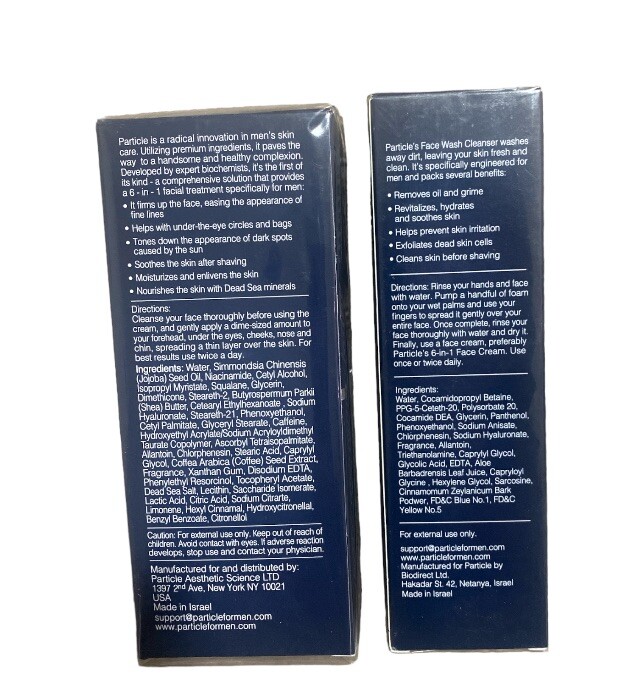 Particle is a radical innovation in men's skin
care. Utilizing premium ingredients, it paves the
way to a handsome and healthy complexion.
Developed by expert biochemists, it's the first of
its kind - a comprehensive solution that provides
a 6 - in - 1 facial treatment specifically for men:
• It firms up the face, easing the appearance of
fine lines
• Helps with under-the-eye circles and bags
• Tones down the appearance of dark spots
caused by the sun
• Soothes the skin after shaving
• Moisturizes and enlivens the skin
• Nourishes the skin with Dead Sea minerals
Directions:
Cleanse your face thoroughly before using the
cream, and gently apply a dime-sized amount to
your forehead, under the eyes, cheeks, nose and
chin, spreading a thin layer over the skin. For
best results use twice a day.
Ingredients: Water, Simmondsia Chinensis
(Jojoba) Seed Oil, Niacinamide, Cetyl Alcohol,
Isopropyl Myristate, Squalane, Glycerin,
Dimethicone, Steareth-2, Butyrospermum Parkii
(Shea) Butter, Cetearyl Ethylhexanoate , Sodium
Hyaluronate, Steareth-21, Phenoxyethanol,
Cetyl Palmitate, Glyceryl Stearate, Caffeine,
Hydroxyethyl Acrylate/Sodium Acryloyldimethyl
Taurate Copolymer, Ascorbyl Tetraisopalmitate,
Allantoin, Chlorphenesin, Stearic Acid, Caprylyl
Glycol, Coffea Arabica (Coffee) Seed Extract,
Fragrance, Xanthan Gum, Disodium EDTA,
Phenylethyl Resorcinol, Tocopheryl Acetate,
Dead Sea Salt, Lecithin, Saccharide Isomerate,
Lactic Acid, Citric Acid, Sodium Citrate,
Limonene, Hexyl Cinnamal, Hydroxycitronellal,
Benzyl Benzoate, Citronellol
Caution: For external use only. Keep out of reach of
children. Avoid contact with eyes. If adverse reaction
develops, stop use and contact your physician.
Manufactured for and distributed by:
Particle Aesthetic Science LTD
1397 2nd Ave, New York NY 10021
USA
Made in Israel
support@particleformen.com
www.particleformen.com
Particle's Face Wash Cleanser washes
away dirt, leaving your skin fresh and
clean. It's specifically engineered for
men and packs several benefits:
• Removes oil and grime
• Revitalizes, hydrates
and soothes skin
• Helps prevent skin irritation
• Exfoliates dead skin cells
• Cleans skin before shaving
Directions: Rinse your hands and face
with water. Pump a handful of foam
onto your wet palms and use your
fingers to spread it gently over your
entire face. Once complete, rinse your
face thoroughly with water and dry it.
Finally, use a face cream, preferably
Particle's 6-in-1 Face Cream. Use
once or twice daily.
Ingredients:
Water, Cocamidopropyl Betaine,
PPG-5-Ceteth-20, Polysorbate 20,
Cocamide DEA, Glycerin, Panthenol,
Phenoxyethanol, Sodium Anisate,
Chlorphenesin, Sodium Hyaluronate,
Fragrance, Allantoin,
Triethanolamine, Caprylyl Glycol,
Glycolic Acid, EDTA, Aloe
Barbadrensis Leaf Juice, Capryloyl
Glycine , Hexylene Glycol, Sarcosine,
Cinnamomum Zeylanicum Bark
Podwer, FD&C Blue No.1, FD&C
Yellow No.5
For external use only.
support@particleformen.com
www.particleformen.com
Manufactured for Particle by
Biodirect Ltd.
Hakadar St. 42, Netanya, Israel
Made in Israel